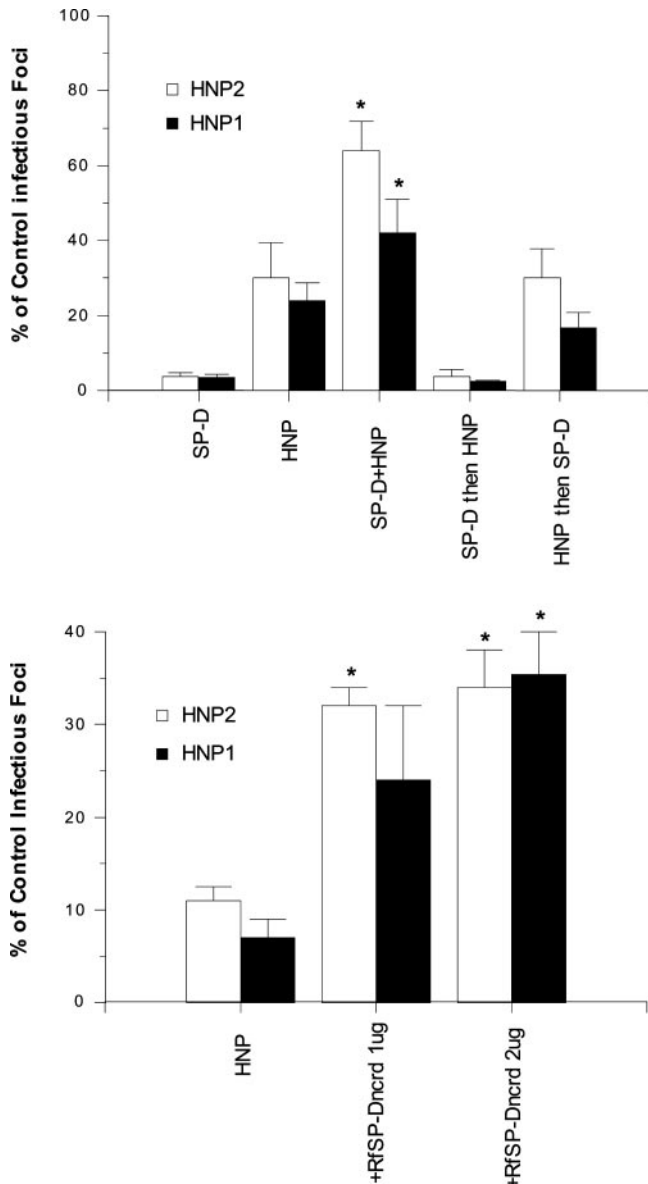 100
HNP2
80
HNP1
*
*
60
40
20
0
% of Control infectious Foci
SP-D
HNP
SP-D+HNP
SP-D then HNP
HNP then SP-D
40
*
*
*
HNP2
30
HNP1
20
10
0
% of Control Infectious Foci
HNP
+RfSP-Dncrd 1ug
+RfSP-Dncrd 2ug